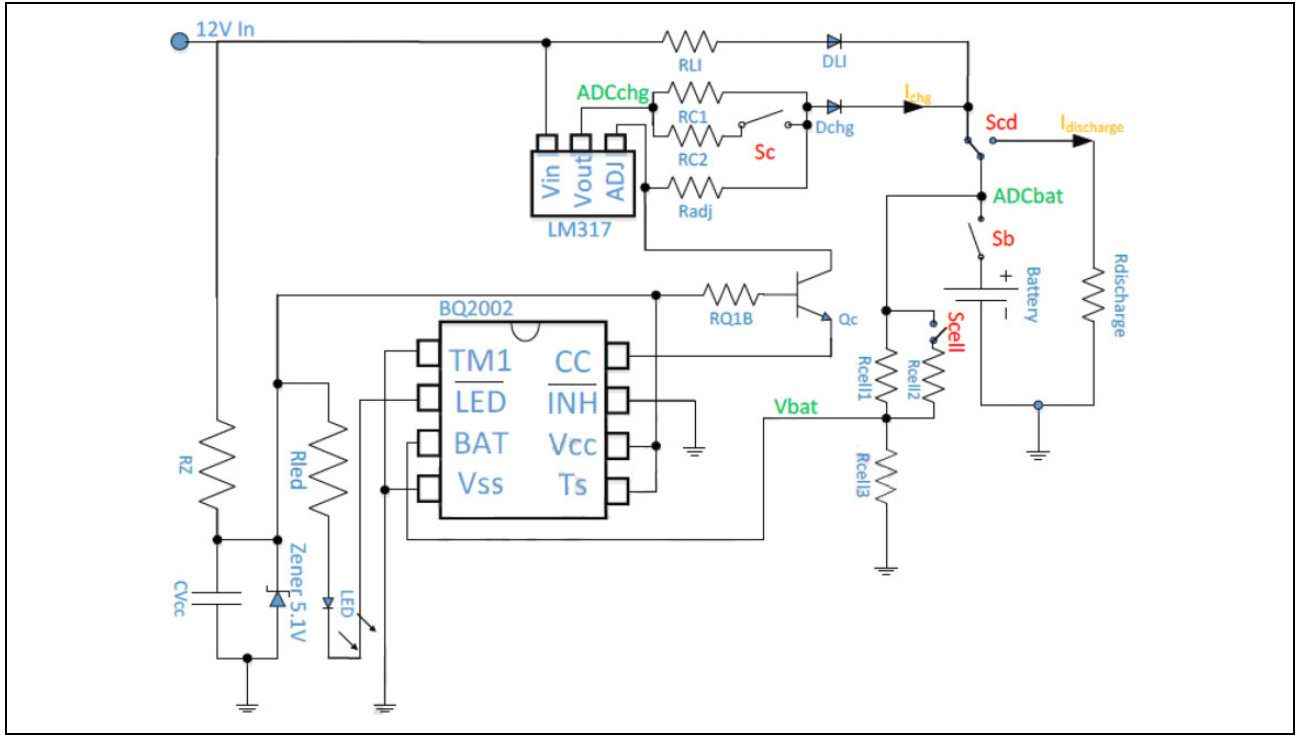 12V In
RLI
DLI
ADCchg
RC1
RC2
Sc
Dchg
Ichg
Scd
Idischarge
Vin
Vout
ADJ
LM317
Radj
ADCbat
Sb
+
Battery
Rdischarge
BQ2002
RQ1B
Qc
TM1
CC
LED
INH
BAT
Vcc
Vss
Ts
Scell
Rcell1
Rcell2
Vbat
Rcell3
RZ
Rled
CVcc
Zener 5.1V
LED